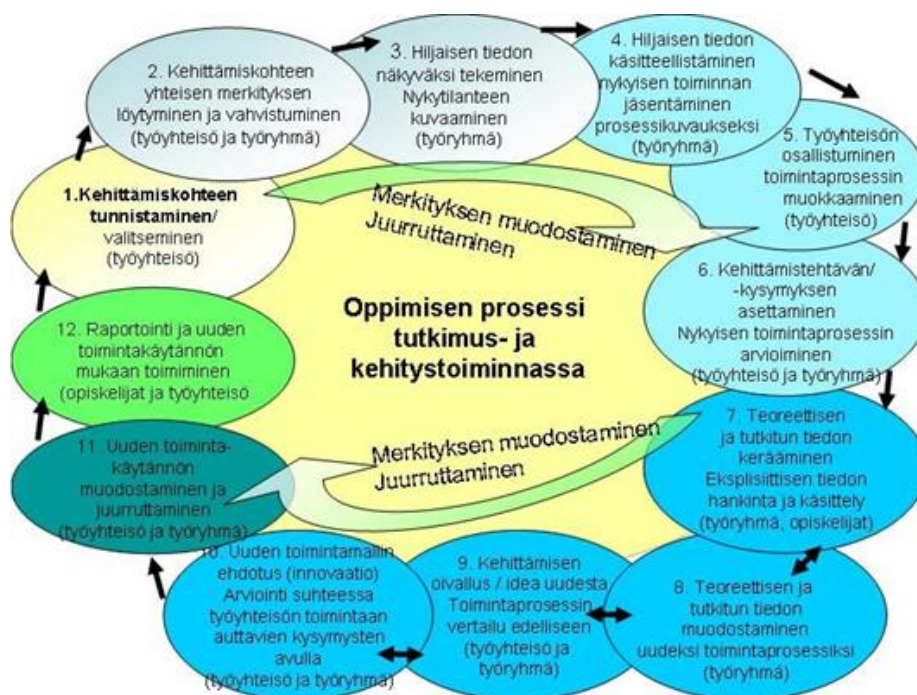 1.Kehittämiskohteen
tunnistaminen/
valitseminen
(työyhteisö)
2. Kehittämiskohteen
yhteisen merkityksen
löytyminen ja vahvistuminen
(työyhteisö ja työryhmä)
3. Hiljaisen tiedon
näkyväksi tekeminen
Nykytilanteen
kuvaaminen
(työryhmä)
4. Hiljaisen tiedon
käsitteellistäminen
nykyisen toiminnan
jäsentäminen
prosessikuvaukseksi
(työryhmä)
5. Työyhteisön
osallistuminen
toimintaprosessin
muokkaaminen
(työyhteisö)
6. Kehittämistehtävän/
-kysymyksen
asettaminen
Nykyisen toimintaprosessin
arvioiminen
(työyhteisö ja työryhmä)
7. Teoreettisen
ja tutkitun tiedon
kerääminen
Eksplisiittisen tiedon
hankinta ja käsittely
(työryhmä, opiskelijat)
8. Teoreettisen ja
tutkitun tiedon
muodostaminen
uudeksi toimintaprosessiksi
(työryhmä)
9. Kehittämisen
oivallus / idea uudesta
Toimintaprosessin
vertailu edelliseen
(työyhteisö ja
työryhmä)
10. Uuden toimintamallin
ehdotus (innovaatio)
Arviointi suhteessa
työyhteisön toimintaan
auttavien kysymysten
avulla
(työyhteisö ja työryhmä)
11. Uuden toiminta-
käytännön
muodostaminen ja
juurruttaminen
(työyhteisö ja työryhmä)
12. Raportointi ja uuden
toimintakäytännön
mukaan toimiminen
(opiskelijat ja työyhteisö
Merkityksen muodostaminen
Juurruttaminen
Oppimisen prosessi
tutkimus- ja
kehitystoiminnassa
Merkityksen muodostaminen
Juurruttaminen